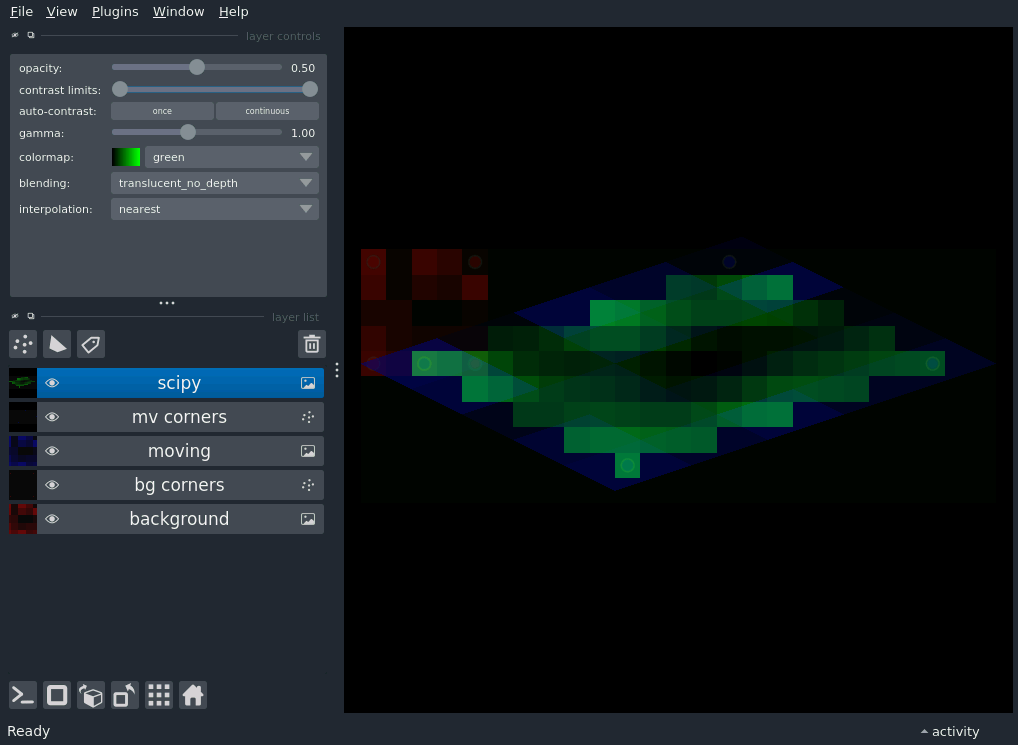 File View Plugins Window Help
layer controls
opacity: 0.50
contrast limits:
auto-contrast: once continuous
gamma: 1.00
colormap: green
blending: translucent_no_depth
interpolation: nearest
layer list
scipy
mv corners
moving
bg corners
background
Ready activity